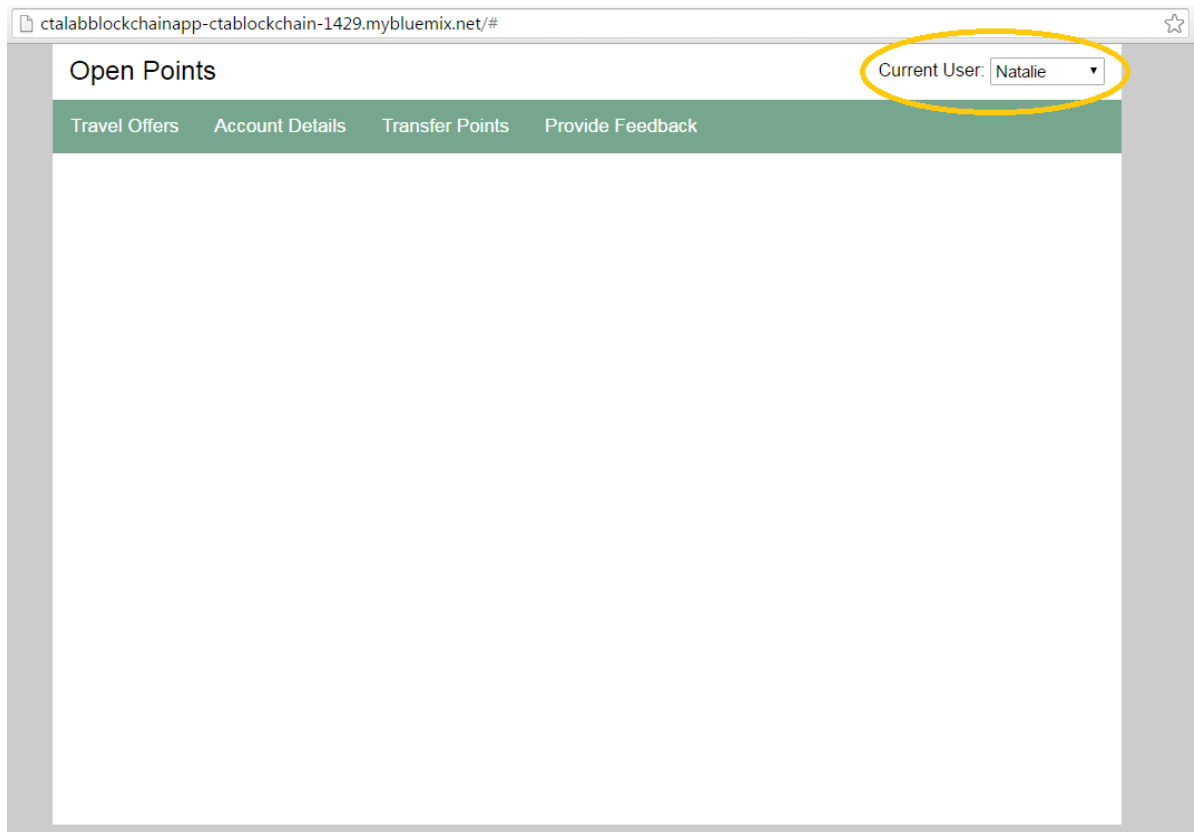 ctalabblockchainapp-ctablockchain-1429.mybluemix.net/#
Open Points Current User: Natalie
Travel Offers Account Details Transfer Points Provide Feedback